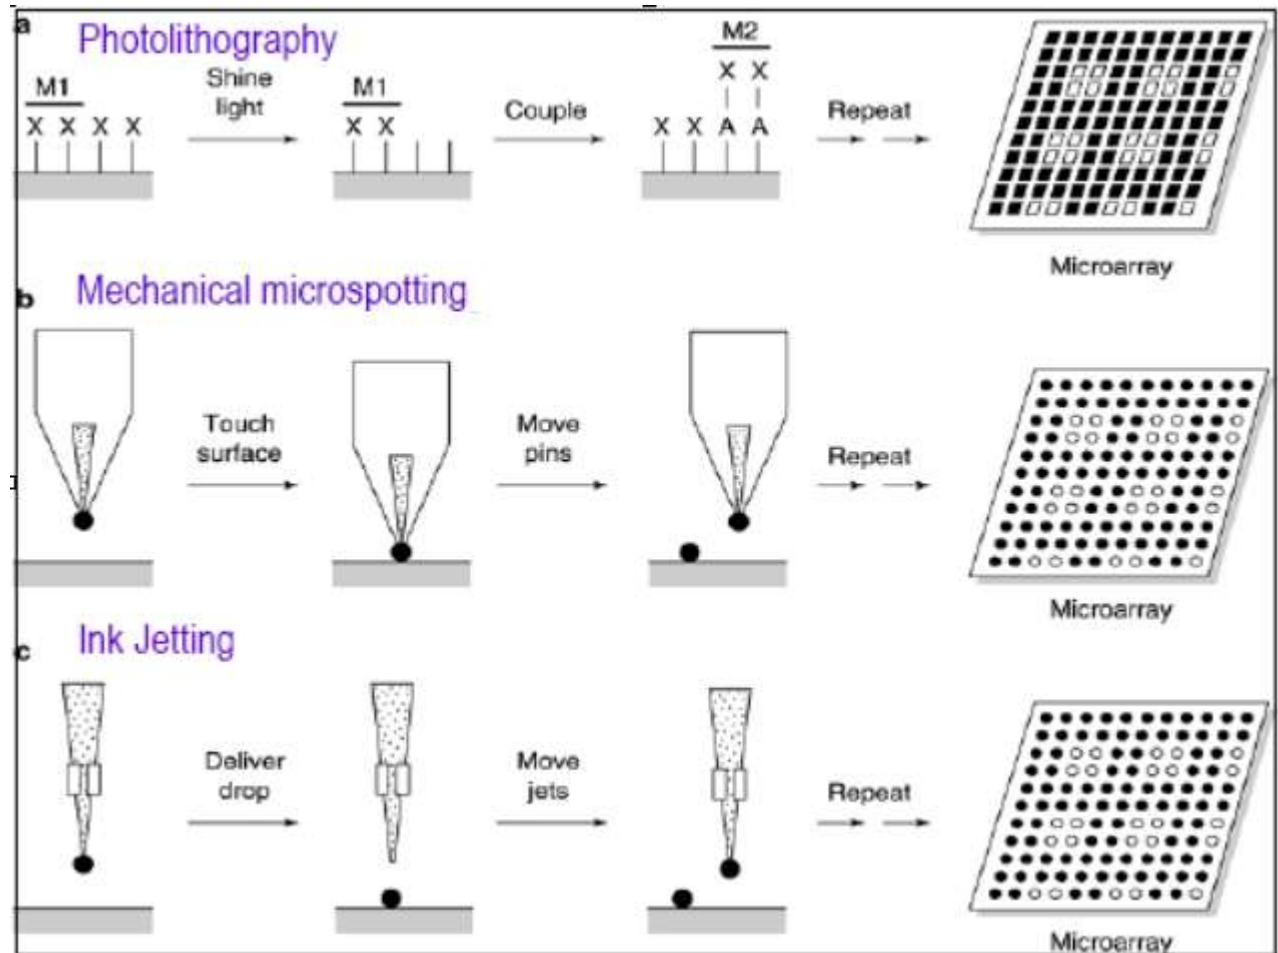 a Photolithography
M1
X X X X
Shine
light
M1
X X
Couple
M2
X X
X X A A
Repeat
Microarray
b Mechanical microspotting
Touch
surface
Move
pins
Repeat
Microarray
c Ink Jetting
Deliver
drop
Move
jets
Repeat
Microarray